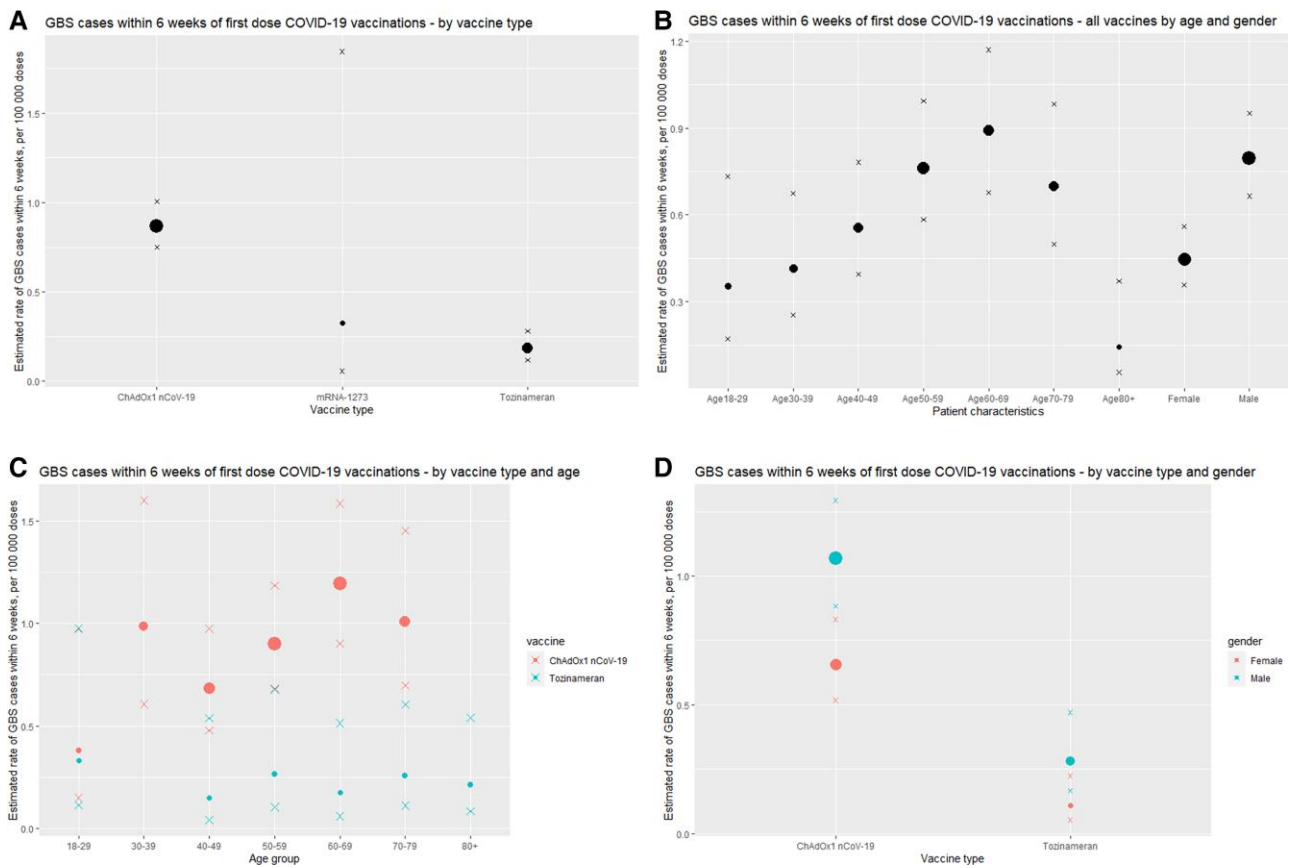 A
GBS cases within 6 weeks of first dose COVID-19 vaccinations - by vaccine type
Estimated rate of GBS cases within 6 weeks, per 100 000 doses
1.5
1.0
0.5
0.0
ChAdOx1 nCoV-19 mRNA-1273 Tozinameran
Vaccine type
B
GBS cases within 6 weeks of first dose COVID-19 vaccinations - all vaccines by age and gender
Estimated rate of GBS cases within 6 weeks, per 100 000 doses
1.2
0.9
0.6
0.3
Age18-29 Age30-39 Age40-49 Age50-59 Age60-69 Age70-79 Age80+ Female Male
Patient characteristics
C
GBS cases within 6 weeks of first dose COVID-19 vaccinations - by vaccine type and age
Estimated rate of GBS cases within 6 weeks, per 100 000 doses
1.5
1.0
0.5
0.0
18-29 30-39 40-49 50-59 60-69 70-79 80+
Age group
vaccine
ChAdOx1 nCoV-19
Tozinameran
D
GBS cases within 6 weeks of first dose COVID-19 vaccinations - by vaccine type and gender
Estimated rate of GBS cases within 6 weeks, per 100 000 doses
1.0
0.5
0.0
ChAdOx1 nCoV-19 Tozinameran
Vaccine type
gender
Female
Male